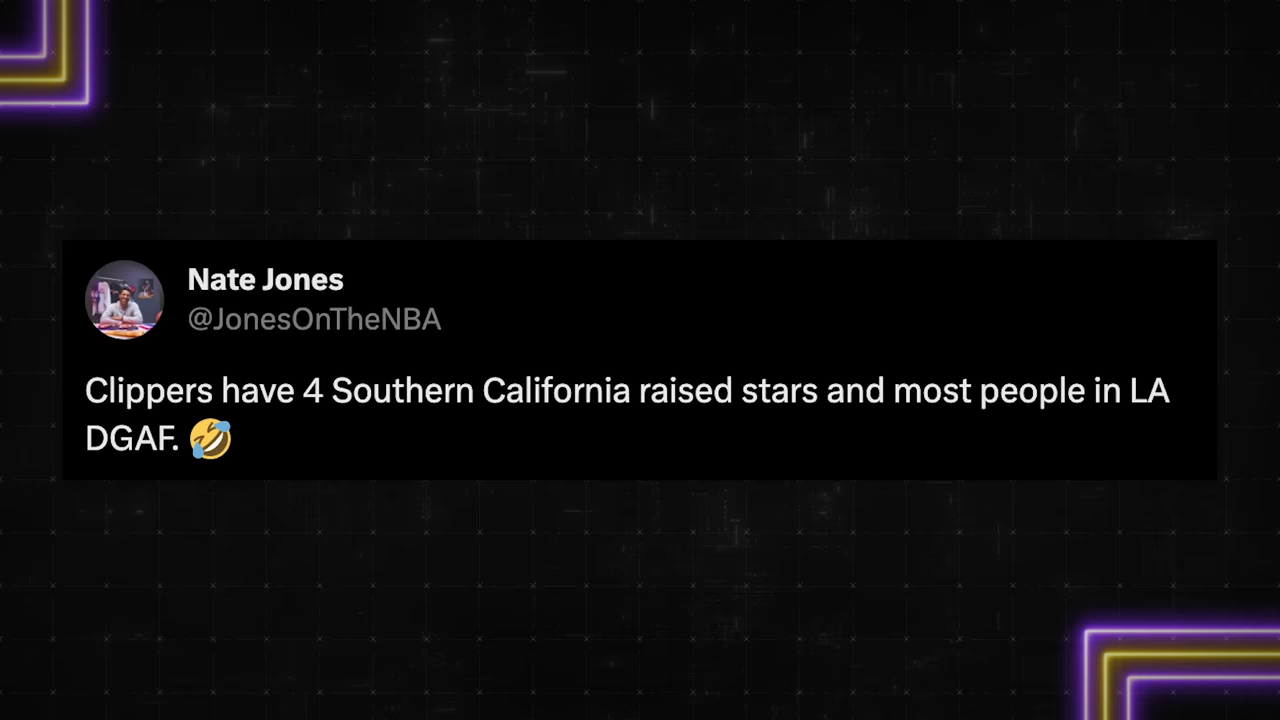 Nate Jones
@JonesOnTheNBA
Clippers have 4 Southern California raised stars and most people in LA
DGAF. 🤣